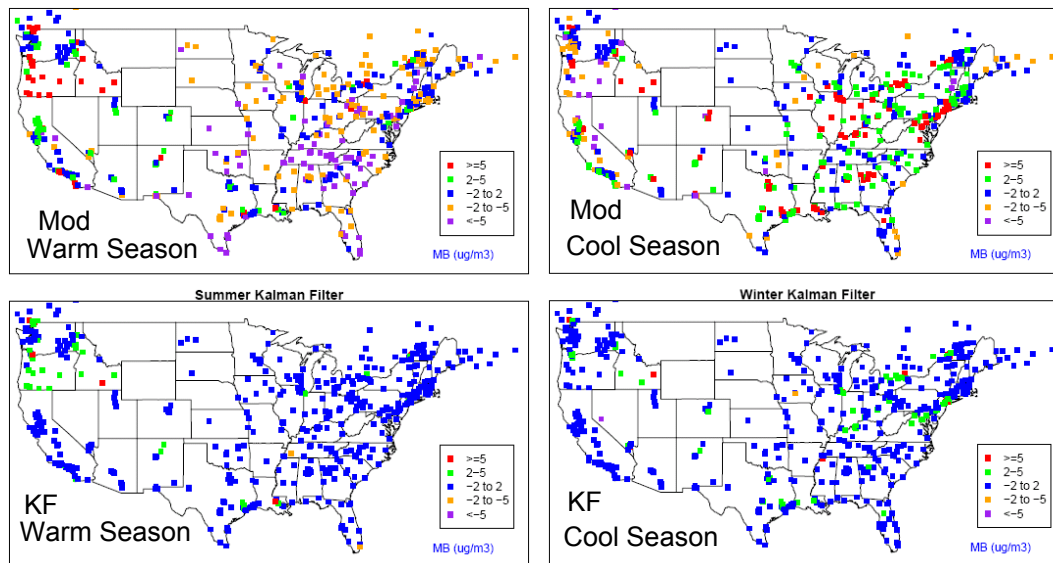 >=5
2−5
−2 to 2
−2 to −5
<−5
Mod
Warm Season
MB (ug/m3)
>=5
2−5
−2 to 2
−2 to −5
<−5
Mod
Cool Season
MB (ug/m3)
Summer Kalman Filter
>=5
2−5
−2 to 2
−2 to −5
<−5
KF
Warm Season
MB (ug/m3)
Winter Kalman Filter
>=5
2−5
−2 to 2
−2 to −5
<−5
KF
Cool Season
MB (ug/m3)